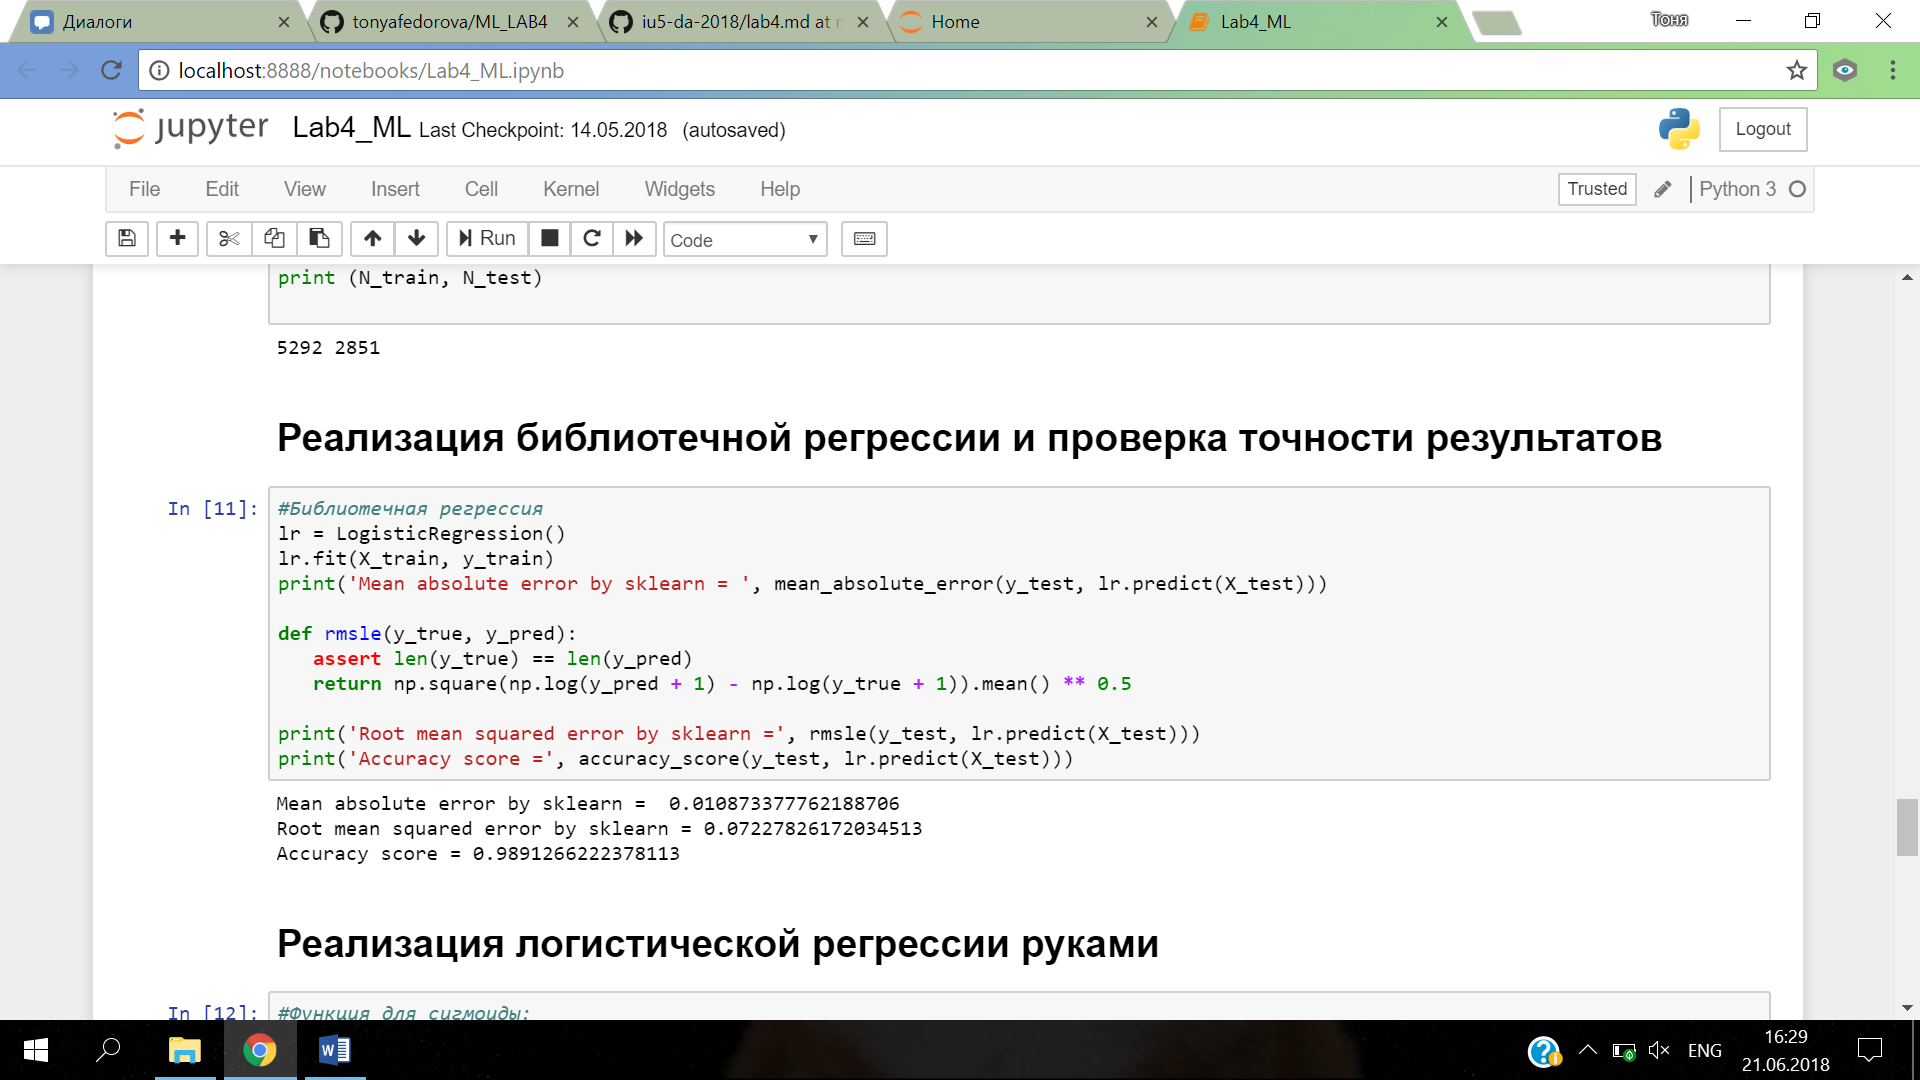 Диалоги
tonyafedorova/ML_LAB4
iu5-da-2018/lab4.md at
Home
Lab4_ML
Тоня
localhost:8888/notebooks/Lab4_ML.ipynb
jupyter Lab4_ML Last Checkpoint: 14.05.2018 (autosaved)
Logout
File Edit View Insert Cell Kernel Widgets Help
Trusted
Python 3
Run
Code
print (N_train, N_test)
5292 2851
Реализация библиотечной регрессии и проверка точности результатов
In [11]:
#Библиотечная регрессия
lr = LogisticRegression()
lr.fit(X_train, y_train)
print('Mean absolute error by sklearn = ', mean_absolute_error(y_test, lr.predict(X_test)))
def rmsle(y_true, y_pred):
assert len(y_true) == len(y_pred)
return np.square(np.log(y_pred + 1) - np.log(y_true + 1)).mean() ** 0.5
print('Root mean squared error by sklearn =', rmsle(y_test, lr.predict(X_test)))
print('Accuracy score =', accuracy_score(y_test, lr.predict(X_test)))
Mean absolute error by sklearn =  0.010873377762188706
Root mean squared error by sklearn = 0.07227826172034513
Accuracy score = 0.9891266222378113
Реализация логистической регрессии руками
In [12]:
#Функция для сигмоиды:
ENG
16:29
21.06.2018